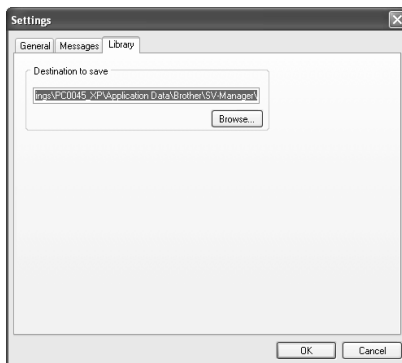 Settings
General Messages Library
Destination to save
ings\PC0045_XP\Application Data\Brother\SV-Manager\
Browse...
OK Cancel